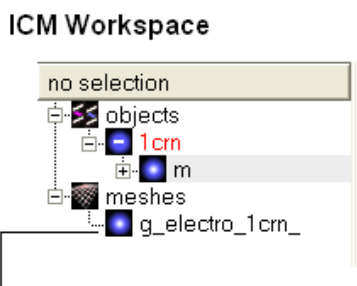 ICM Workspace
no selection
objects
1crn
m
meshes
g_electro_1crn_